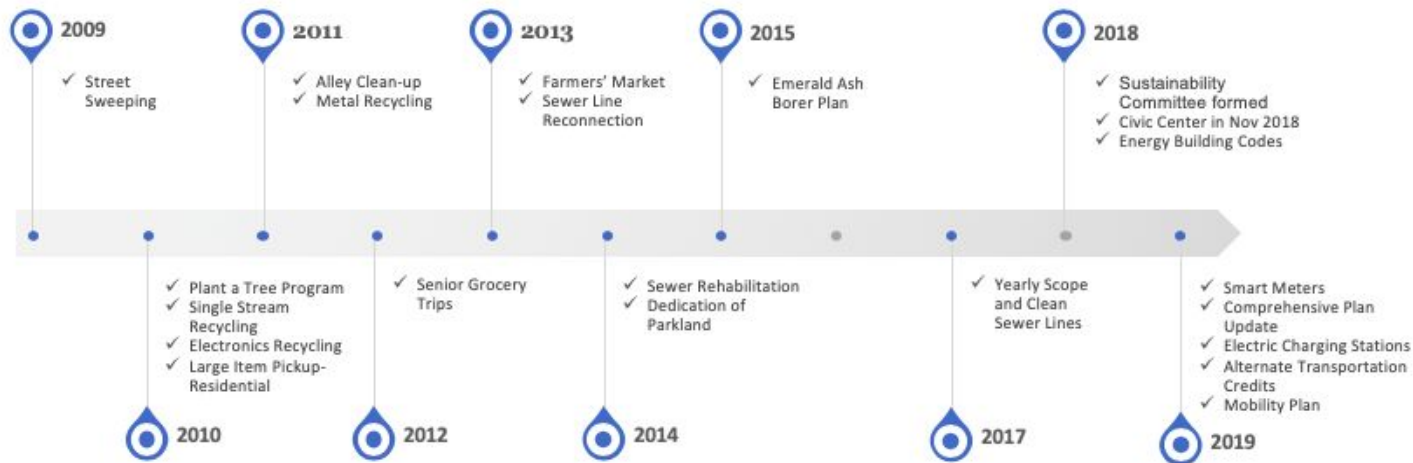 2009
✓ Street
Sweeping
2011
✓ Alley Clean-up
✓ Metal Recycling
2013
✓ Farmers' Market
✓ Sewer Line
Reconnection
2015
✓ Emerald Ash
Borer Plan
2018
✓ Sustainability
Committee formed
✓ Civic Center in Nov 2018
✓ Energy Building Codes
✓ Plant a Tree Program
✓ Single Stream
Recycling
✓ Electronics Recycling
✓ Large Item Pickup-
Residential
2010
✓ Senior Grocery
Trips
2012
✓ Sewer Rehabilitation
✓ Dedication of
Parkland
2014
✓ Yearly Scope
and Clean
Sewer Lines
2017
✓ Smart Meters
✓ Comprehensive Plan
Update
✓ Electric Charging Stations
✓ Alternate Transportation
Credits
✓ Mobility Plan
2019